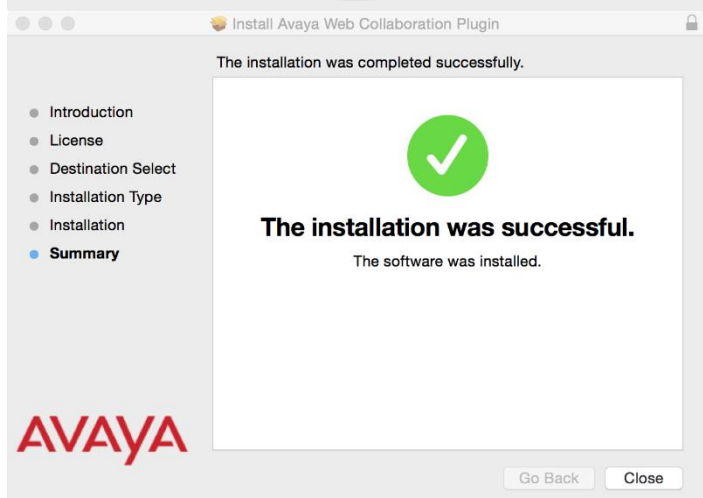 Install Avaya Web Collaboration Plugin
The installation was completed successfully.
Introduction
License
Destination Select
Installation Type
Installation
Summary
The installation was successful.
The software was installed.
AVAYA
Go Back
Close